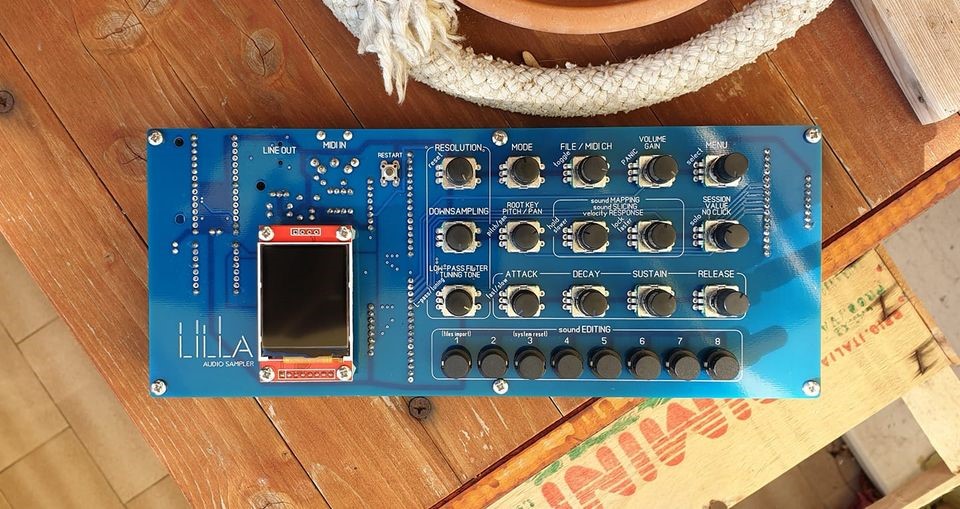 LINE OUT
MIDI IN
RESTART
RESOLUTION
reset
MODE
FILE / MIDI CH
toggle
VOLUME
GAIN
PANIC
MENU
select
DOWNSAMPLING
ROOT KEY
PITCH / PAN
sound MAPPING
sound SLICING
velocity RESPONSE
SESSION
VALUE
NO CLICK
LOW-PASS FILTER
TUNING TONE
ATTACK
DECAY
SUSTAIN
RELEASE
sound EDITING
(files import)
(system reset)
1 2 3 4 5 6 7 8
LILLA
AUDIO SAMPLER